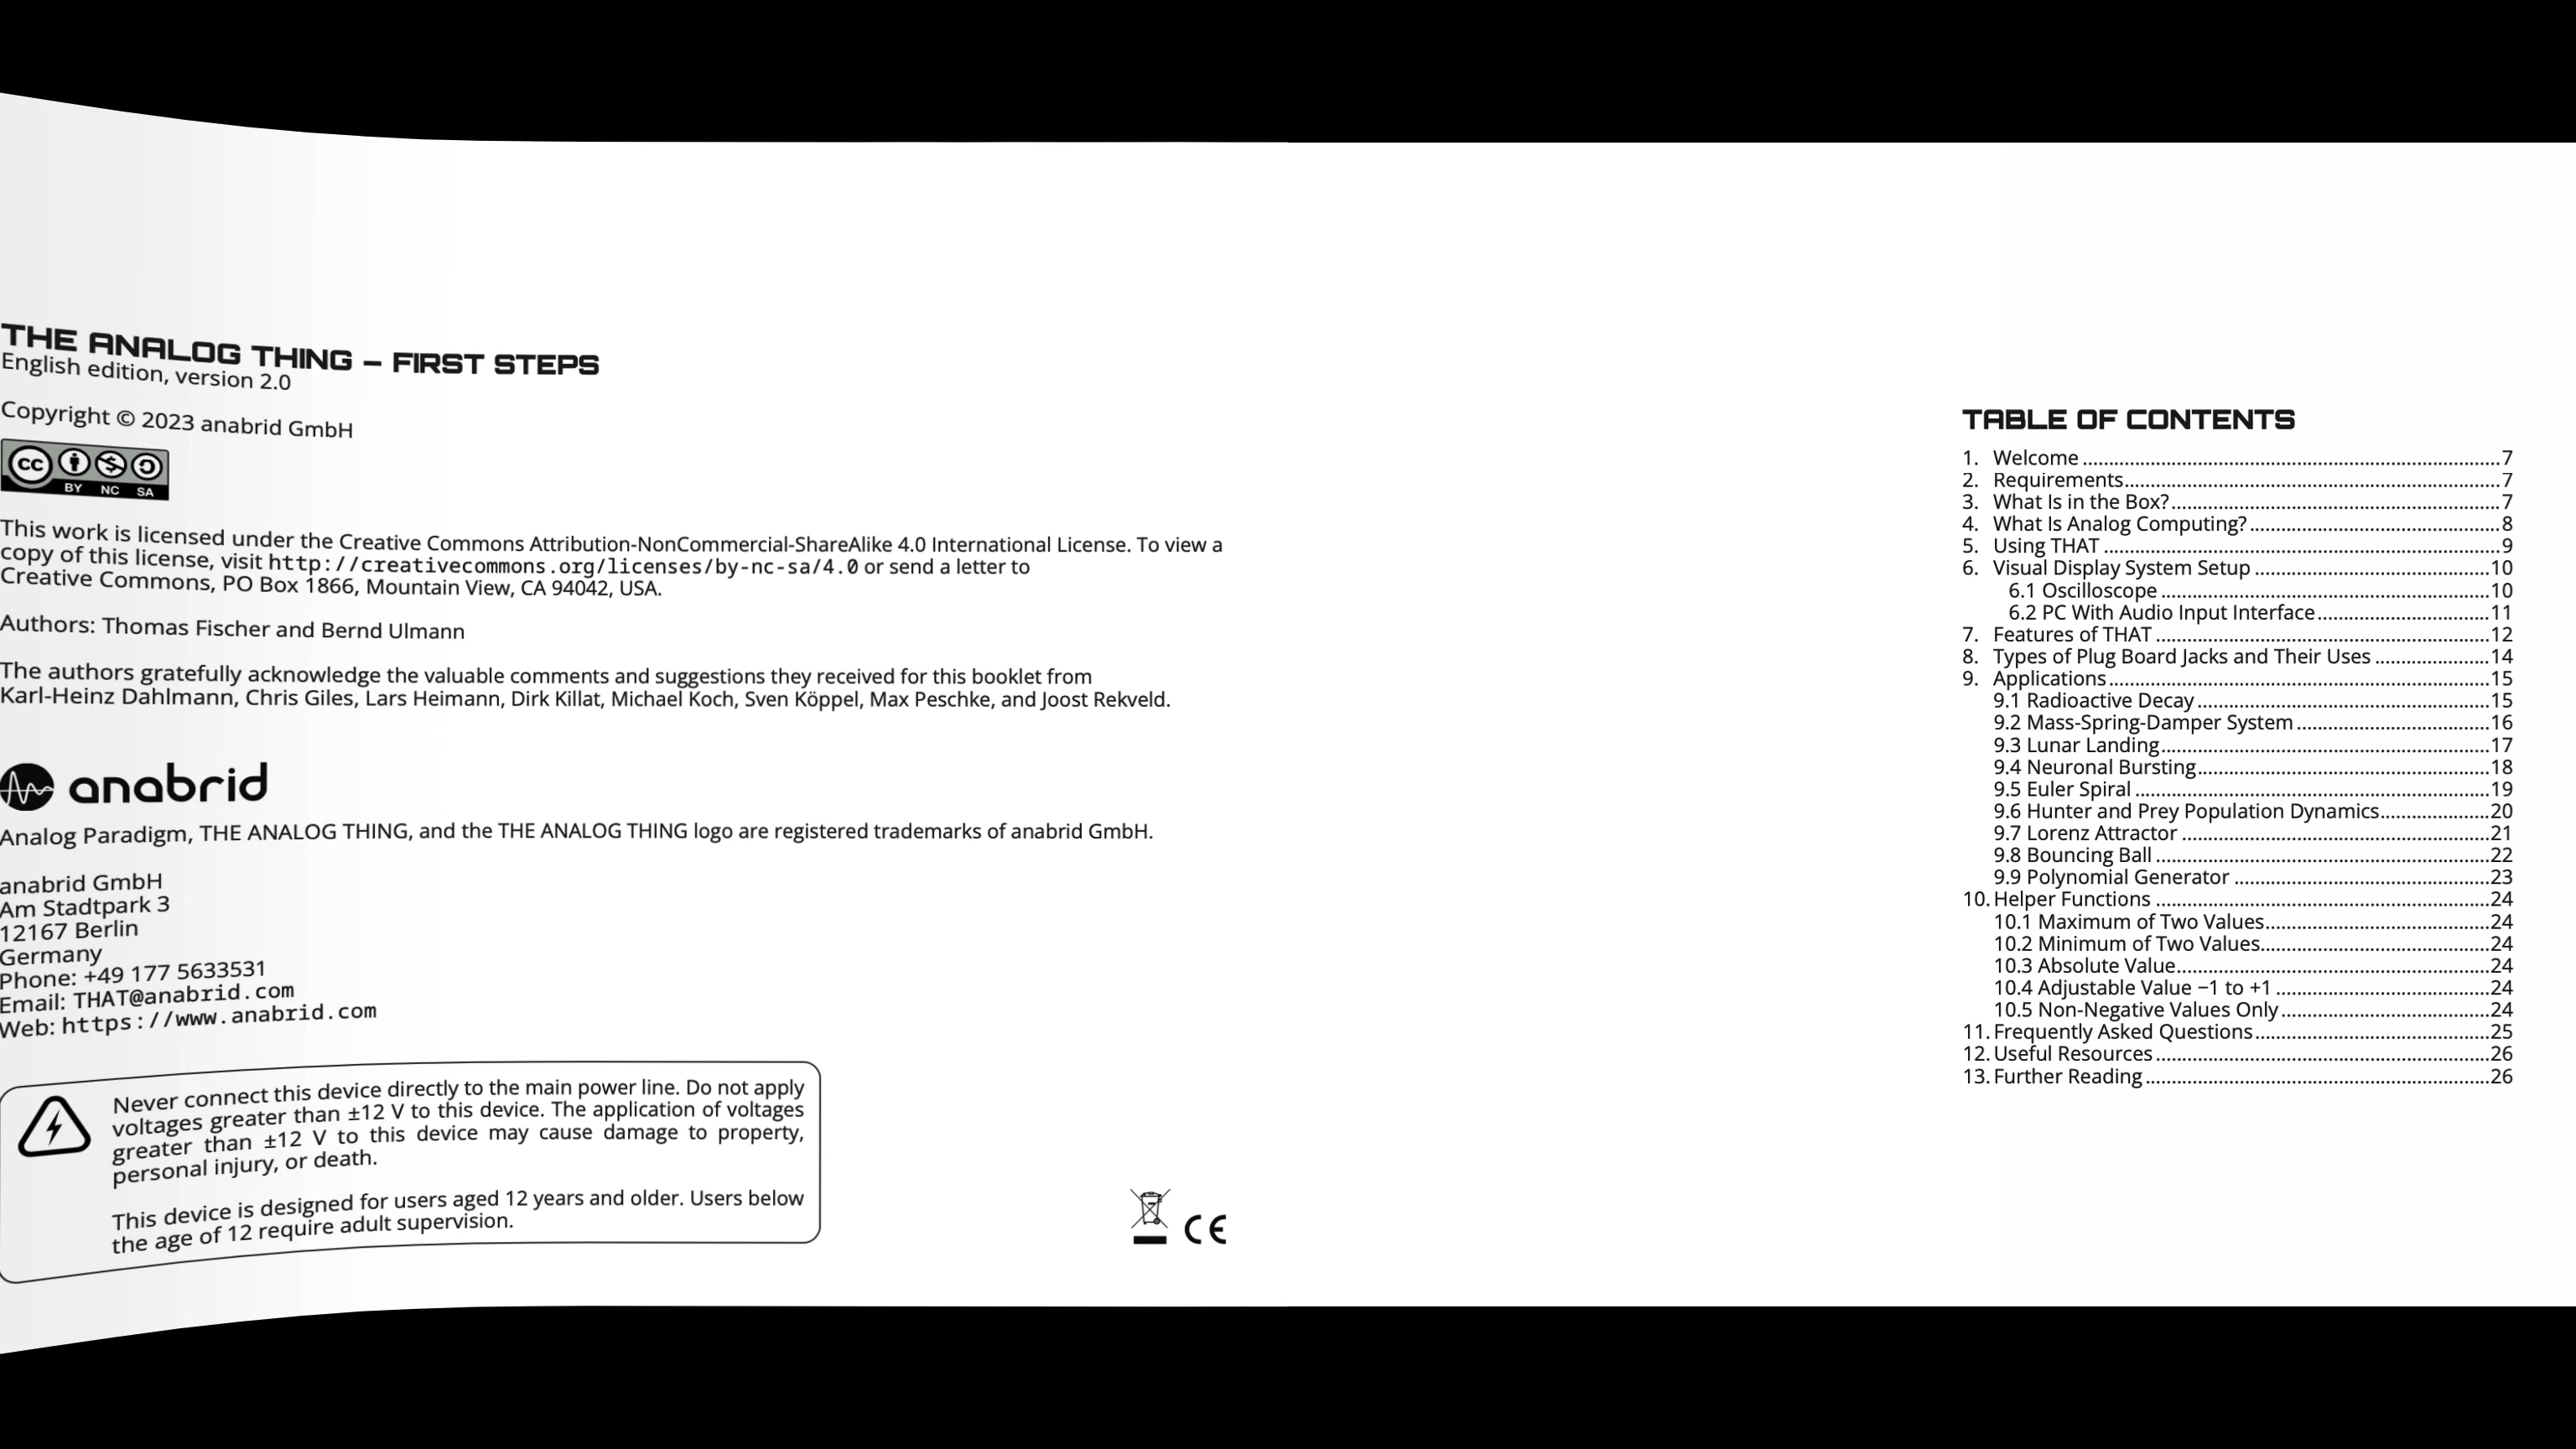 THE ANALOG THING – FIRST STEPS
English edition, version 2.0
Copyright © 2023 anabrid GmbH
CC BY NC SA
This work is licensed under the Creative Commons Attribution-NonCommercial-ShareAlike 4.0 International License. To view a
copy of this license, visit http://creativecommons.org/licenses/by-nc-sa/4.0 or send a letter to
Creative Commons, PO Box 1866, Mountain View, CA 94042, USA.
Authors: Thomas Fischer and Bernd Ulmann
The authors gratefully acknowledge the valuable comments and suggestions they received for this booklet from
Karl-Heinz Dahlmann, Chris Giles, Lars Heimann, Dirk Killat, Michael Koch, Sven Köppel, Max Peschke, and Joost Rekveld.
anabrid
Analog Paradigm, THE ANALOG THING, and the THE ANALOG THING logo are registered trademarks of anabrid GmbH.
anabrid GmbH
Am Stadtpark 3
12167 Berlin
Germany
Phone: +49 177 5633531
Email: THAT@anabrid.com
Web: https://www.anabrid.com
Never connect this device directly to the main power line. Do not apply
voltages greater than ±12 V to this device. The application of voltages
greater than ±12 V to this device may cause damage to property,
personal injury, or death.
This device is designed for users aged 12 years and older. Users below
the age of 12 require adult supervision.
CE
TABLE OF CONTENTS
1. Welcome ........ 7
2. Requirements ........ 7
3. What Is in the Box? ........ 7
4. What Is Analog Computing? ........ 8
5. Using THAT ........ 9
6. Visual Display System Setup ........ 10
6.1 Oscilloscope ........ 10
6.2 PC With Audio Input Interface ........ 11
7. Features of THAT ........ 12
8. Types of Plug Board Jacks and Their Uses ........ 14
9. Applications ........ 15
9.1 Radioactive Decay ........ 15
9.2 Mass-Spring-Damper System ........ 16
9.3 Lunar Landing ........ 17
9.4 Neuronal Bursting ........ 18
9.5 Euler Spiral ........ 19
9.6 Hunter and Prey Population Dynamics ........ 20
9.7 Lorenz Attractor ........ 21
9.8 Bouncing Ball ........ 22
9.9 Polynomial Generator ........ 23
10. Helper Functions ........ 24
10.1 Maximum of Two Values ........ 24
10.2 Minimum of Two Values ........ 24
10.3 Absolute Value ........ 24
10.4 Adjustable Value −1 to +1 ........ 24
10.5 Non-Negative Values Only ........ 24
11. Frequently Asked Questions ........ 25
12. Useful Resources ........ 26
13. Further Reading ........ 26